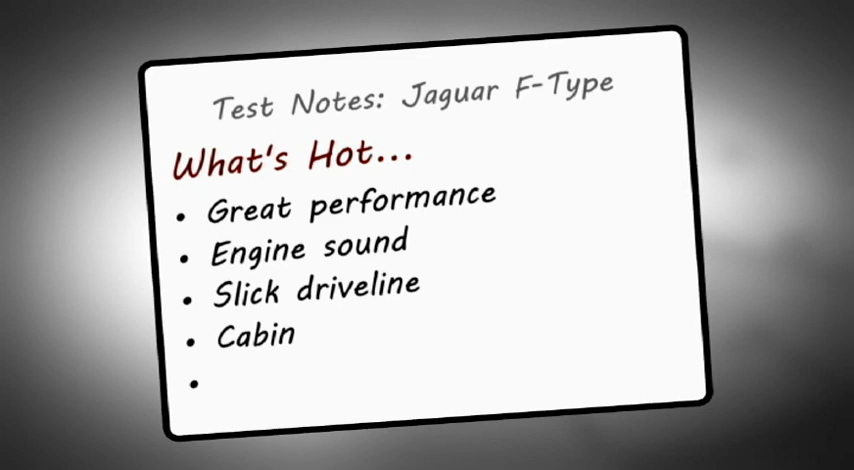 Test Notes: Jaguar F-Type
What's Hot...
• Great performance
• Engine sound
• Slick driveline
• Cabin
•